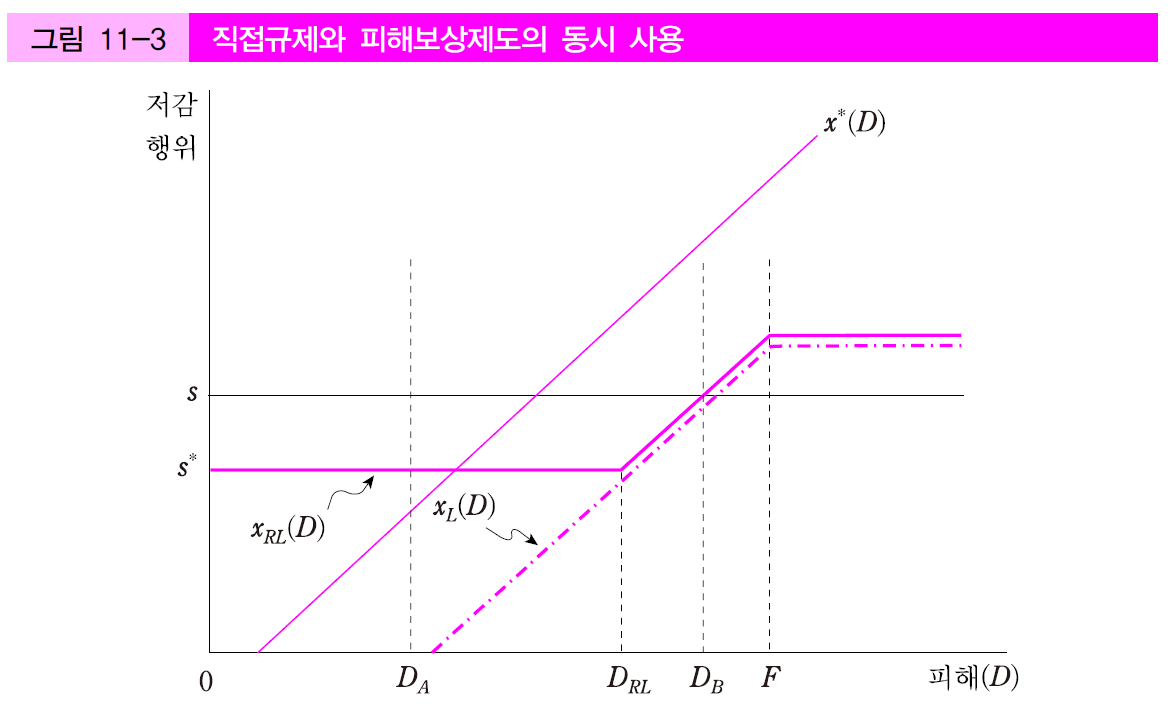 그림 11-3 직접규제와 피해보상제도의 동시 사용
저감
행위
x*(D)
s
s*
x_RL(D)
x_L(D)
0
D_A
D_RL
D_B
F
피해(D)